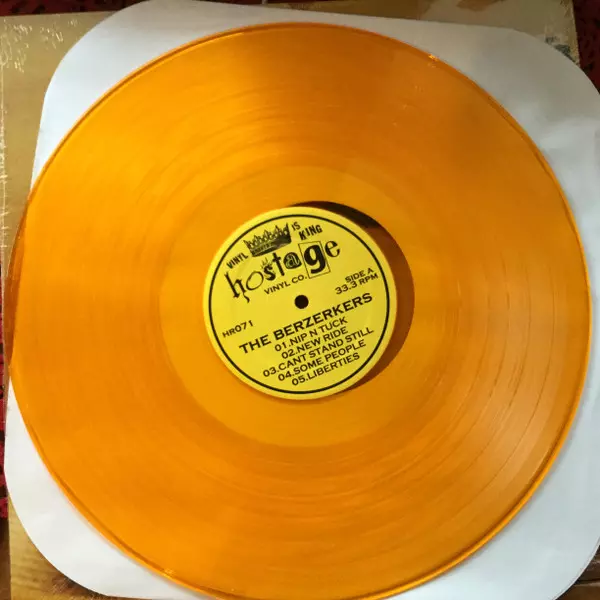 VINYL IS KING
hostage
VINYL CO.
SIDE A
33.3 RPM
HR071
THE BERZERKERS
01.NIP N TUCK
02.NEW RIDE
03.CANT STAND STILL
04.SOME PEOPLE
05.LIBERTIES